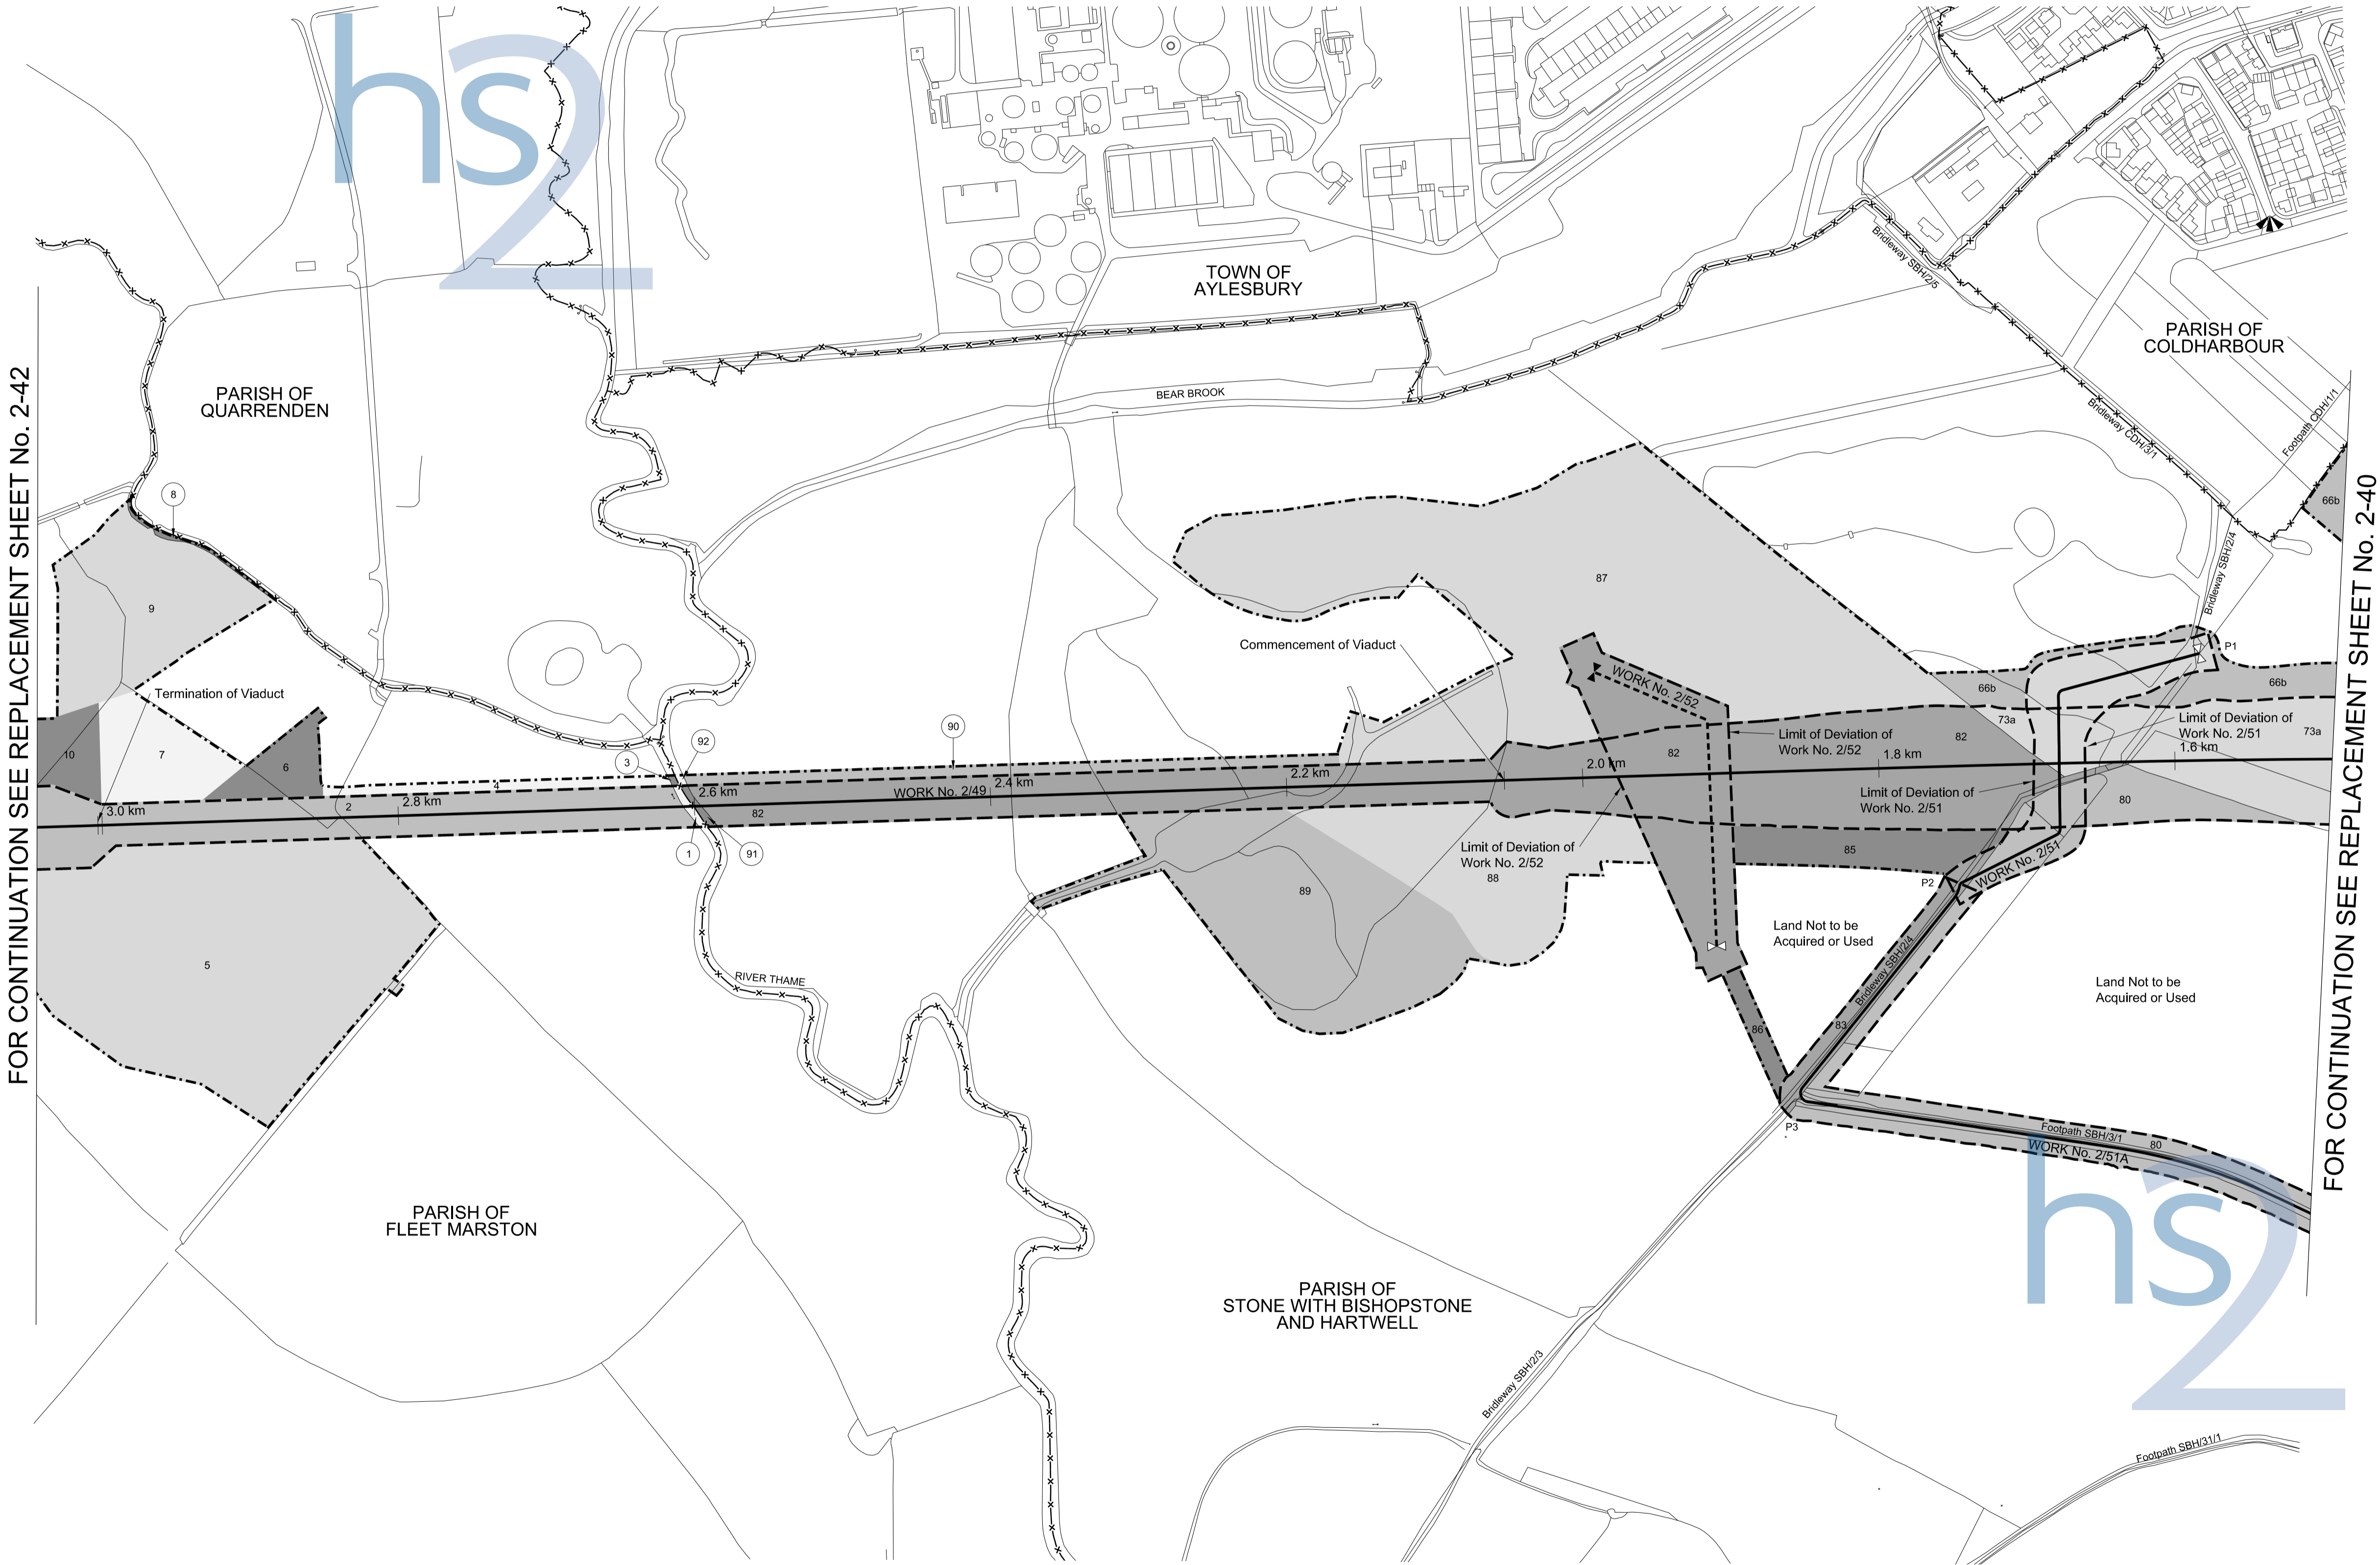 hs2
TOWN OF
AYLESBURY
Bridleway SBH/2/5
PARISH OF
COLDHARBOUR
PARISH OF
QUARRENDEN
BEAR BROOK
Bridleway CDH/3/1
Footpath CDH/1/1
FOR CONTINUATION SEE REPLACEMENT SHEET No. 2-42
FOR CONTINUATION SEE REPLACEMENT SHEET No. 2-40
8
66b
9
87
Bridleway SBH/2/4
Commencement of Viaduct
P1
Termination of Viaduct
WORK No. 2/52
66b
66b
73a
Limit of Deviation of
Work No. 2/51
73a
90
92
Limit of Deviation of
Work No. 2/52
82
82
10
7
6
3
4
2.2 km
2.0 km
1.8 km
1.6 km
2.4 km
2.6 km
WORK No. 2/49
2.8 km
3.0 km
2
82
Limit of Deviation of
Work No. 2/51
80
1
91
Limit of Deviation of
Work No. 2/52
88
85
WORK No. 2/51
P2
89
Land Not to be
Acquired or Used
5
Bridleway SBH/2/4
RIVER THAME
Land Not to be
Acquired or Used
86
83
P3
Footpath SBH/3/1
80
WORK No. 2/51A
PARISH OF
FLEET MARSTON
PARISH OF
STONE WITH BISHOPSTONE
AND HARTWELL
hs2
Bridleway SBH/2/3
Footpath SBH/31/1